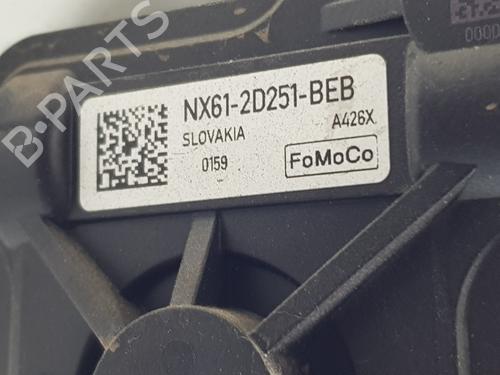 NX61-2D251-BEB
SLOVAKIA A426X
0159 FoMoCo
B-PARTS